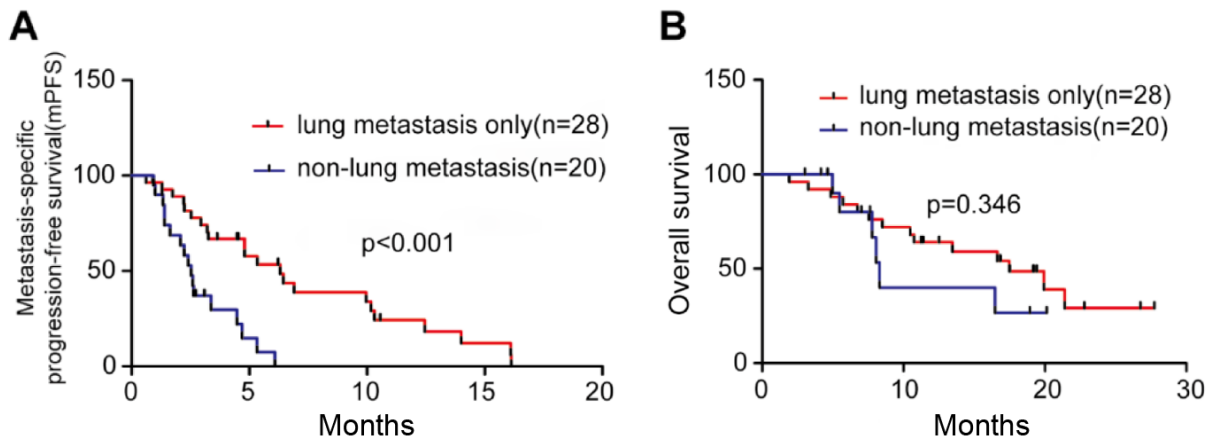 A
Metastasis-specific
progression-free survival(mPFS)
150
100
50
0
0 5 10 15 20
Months
lung metastasis only(n=28)
non-lung metastasis(n=20)
p<0.001
B
Overall survival
150
100
50
0
0 10 20 30
Months
lung metastasis only(n=28)
non-lung metastasis(n=20)
p=0.346